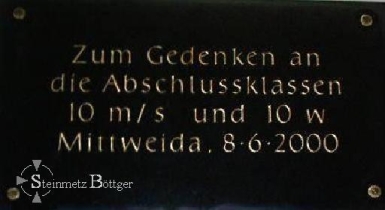 Zum Gedenken an
die Abschlussklassen
10 m/s und 10 w
Mittweida, 8·6·2000
Steinmetz Böttger